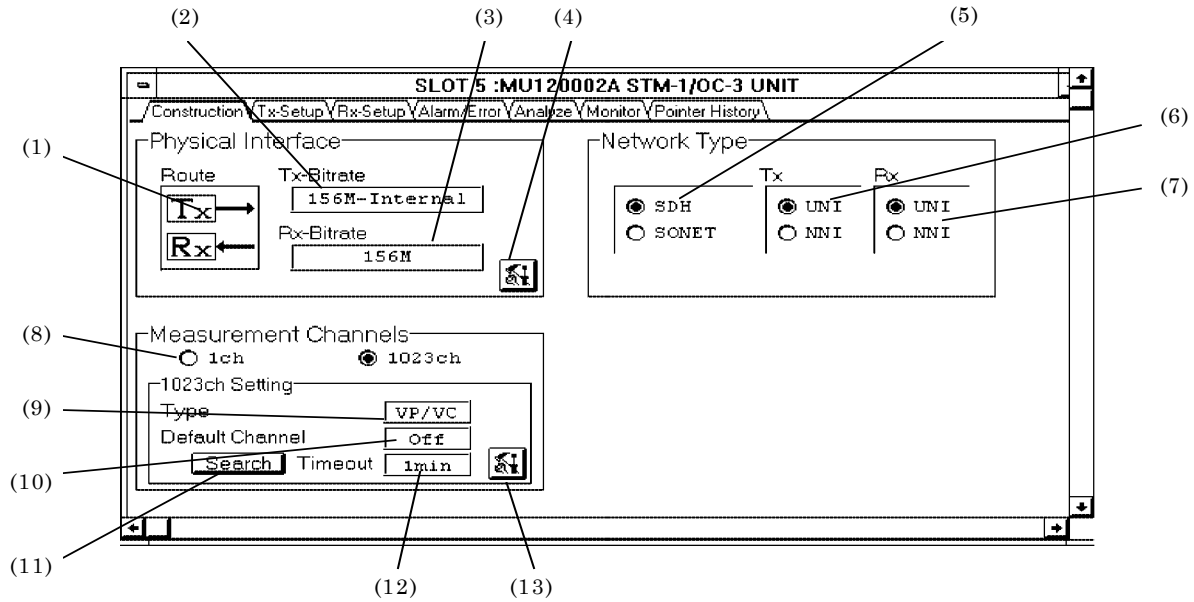 (2) (3) (4) (5)
SLOT 5 :MU120002A STM-1/OC-3 UNIT
Construction Tx-Setup Rx-Setup Alarm/Error Analyze Monitor Pointer History
(6)
(1)
Physical Interface
Network Type
Route Tx-Bitrate
Tx Rx
(7)
Tx 156M-Internal
SDH UNI UNI
Rx-Bitrate
SONET NNI NNI
Rx 156M
(8)
Measurement Channels
1ch 1023ch
1023ch Setting
(9)
Type VP/VC
Default Channel Off
Search Timeout 1min
(10)
(11)
(12) (13)